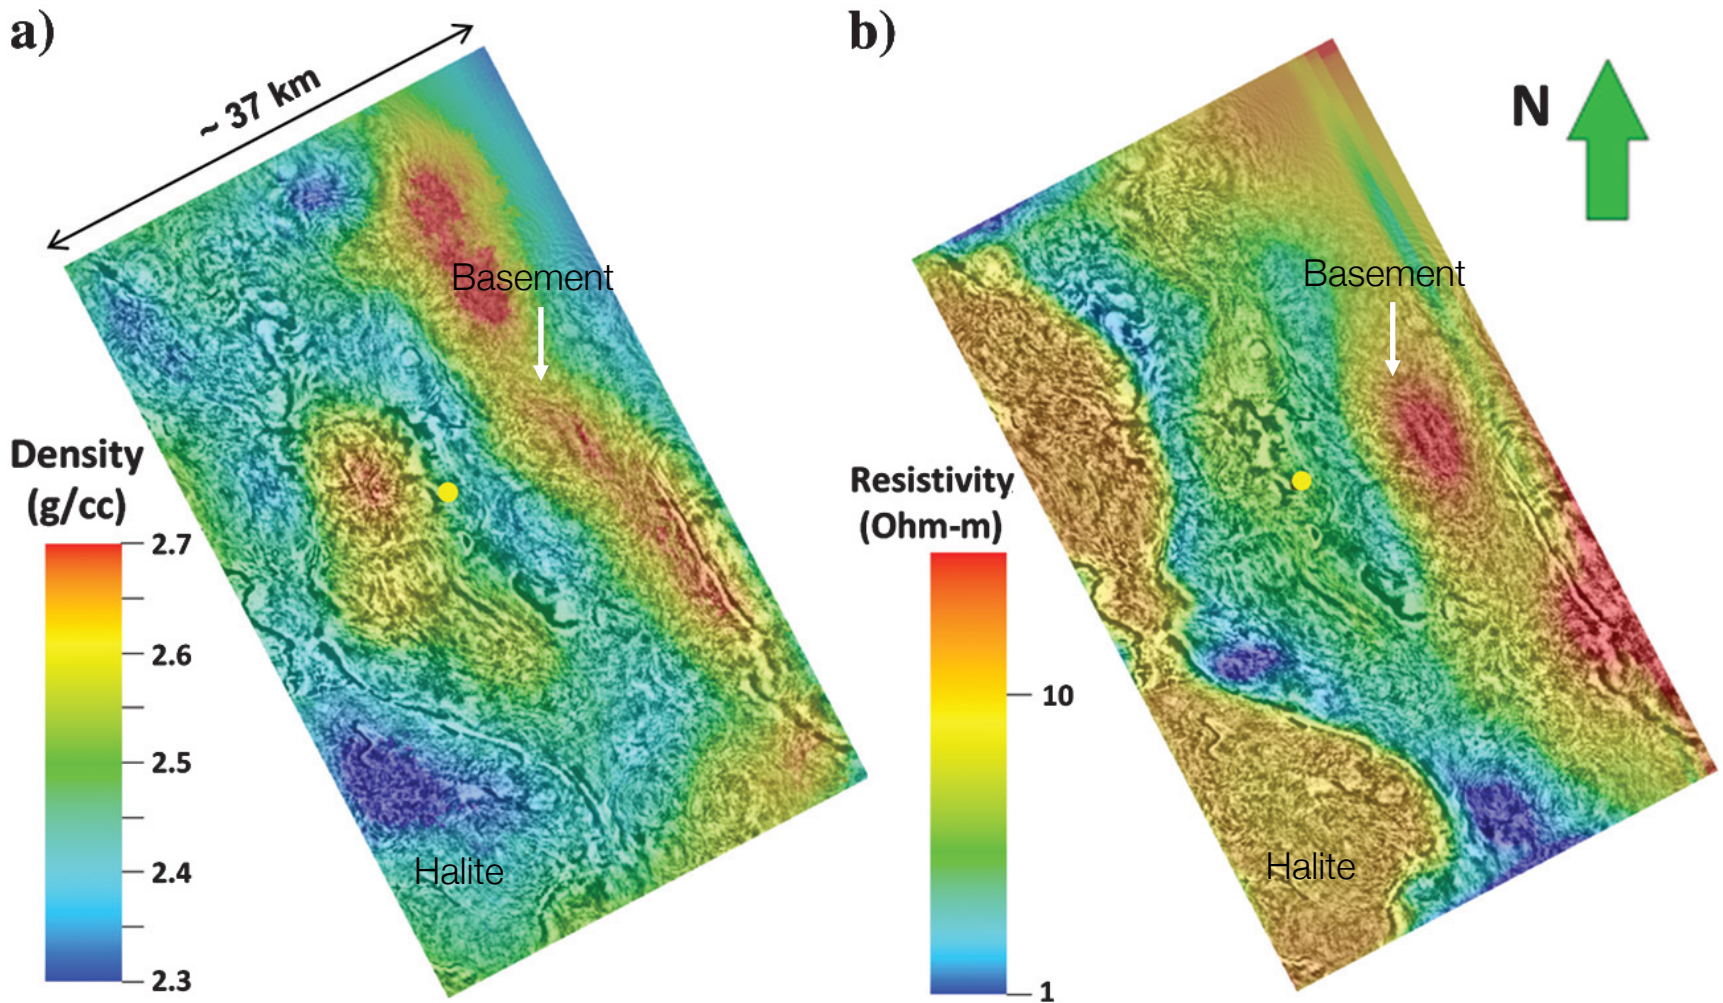 a)
~ 37 km
Basement
Density
(g/cc)
2.7
2.6
2.5
2.4
2.3
Halite
b)
N
Basement
Resistivity
(Ohm-m)
10
1
Halite